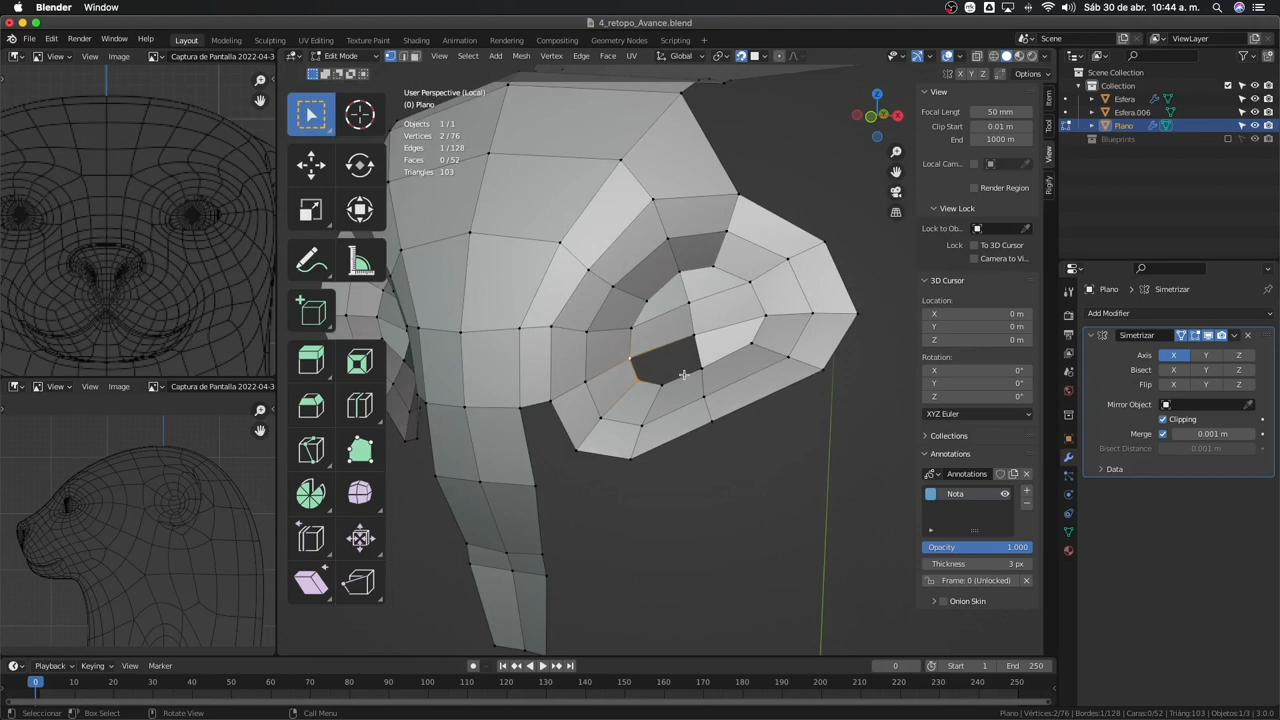 Blender Window
Sáb 30 de abr. 10:44 a. m.
4_retopo_Avance.blend
File Edit Render Window Help Layout Modeling Sculpting UV Editing Texture Paint Shading Animation Rendering Compositing Geometry Nodes Scripting +
Scene ViewLayer
View Image Captura de Pantalla 2022-04-3
Edit Mode View Select Add Mesh Vertex Edge Face UV Global
X Y Z Options
User Perspective (Local)
(0) Plano
Objects 1/1
Vertices 2/76
Edges 1/128
Faces 0/52
Triangles 103
Z
X
View
Focal Lengt 50 mm
Clip Start 0.01 m
End 1000 m
Local Cam...
Render Region
View Lock
Lock to Ob...
Lock To 3D Cursor
Camera to Vi...
3D Cursor
Location:
X 0 m
Y 0 m
Z 0 m
Rotation:
X 0°
Y 0°
Z 0°
XYZ Euler
Collections
Annotations
Annotations
Nota
Opacity 1.000
Thickness 3 px
Frame: 0 (Unlocked)
Onion Skin
Item
Tool
View
Rigify
Scene Collection
Collection
Esfera
Esfera.006
Plano
Blueprints
Plano Simetrizar
Add Modifier
Simetrizar
Axis X Y Z
Bisect X Y Z
Flip X Y Z
Mirror Object
Clipping
Merge 0.001 m
Bisect Distance 0.001 m
Data
View Image Captura de Pantalla 2022-04-3
Playback Keying View Marker
0 Start 1 End 250
0 10 20 30 40 50 60 70 80 90 100 110 120 130 140 150 160 170 180 190 200 210 220 230 240 250
Seleccionar Box Select Rotate View Call Menu
Plano | Vértices:2/76 | Bordes:1/128 | Caras:0/52 | Triáng:103 | Objetos:1/3 | 3.0.0